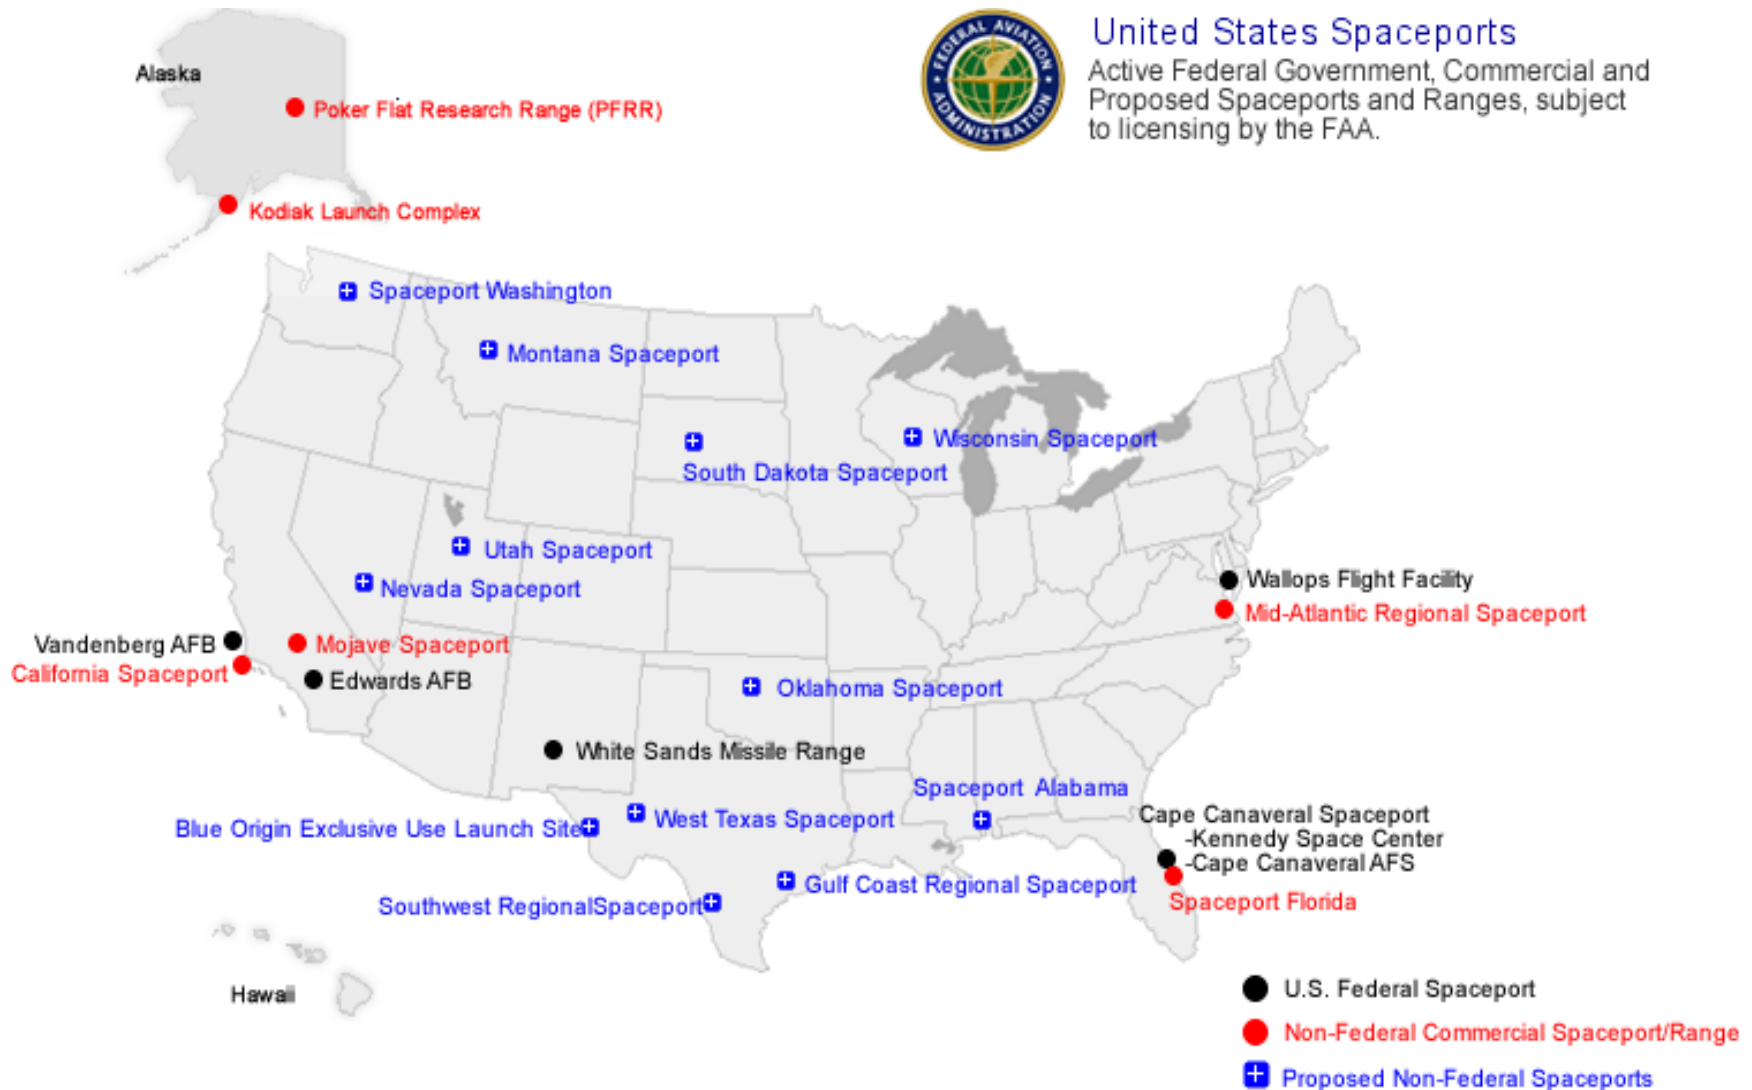 FEDERAL AVIATION
ADMINISTRATION
United States Spaceports
Active Federal Government, Commercial and
Proposed Spaceports and Ranges, subject
to licensing by the FAA.
Alaska
Poker Flat Research Range (PFRR)
Kodiak Launch Complex
Spaceport Washington
Montana Spaceport
Wisconsin Spaceport
South Dakota Spaceport
Utah Spaceport
Nevada Spaceport
Wallops Flight Facility
Mid-Atlantic Regional Spaceport
Vandenberg AFB
Mojave Spaceport
California Spaceport
Edwards AFB
Oklahoma Spaceport
White Sands Missile Range
Spaceport Alabama
Cape Canaveral Spaceport
-Kennedy Space Center
-Cape Canaveral AFS
Spaceport Florida
West Texas Spaceport
Blue Origin Exclusive Use Launch Site
Gulf Coast Regional Spaceport
Southwest RegionalSpaceport
Hawaii
U.S. Federal Spaceport
Non-Federal Commercial Spaceport/Range
Proposed Non-Federal Spaceports